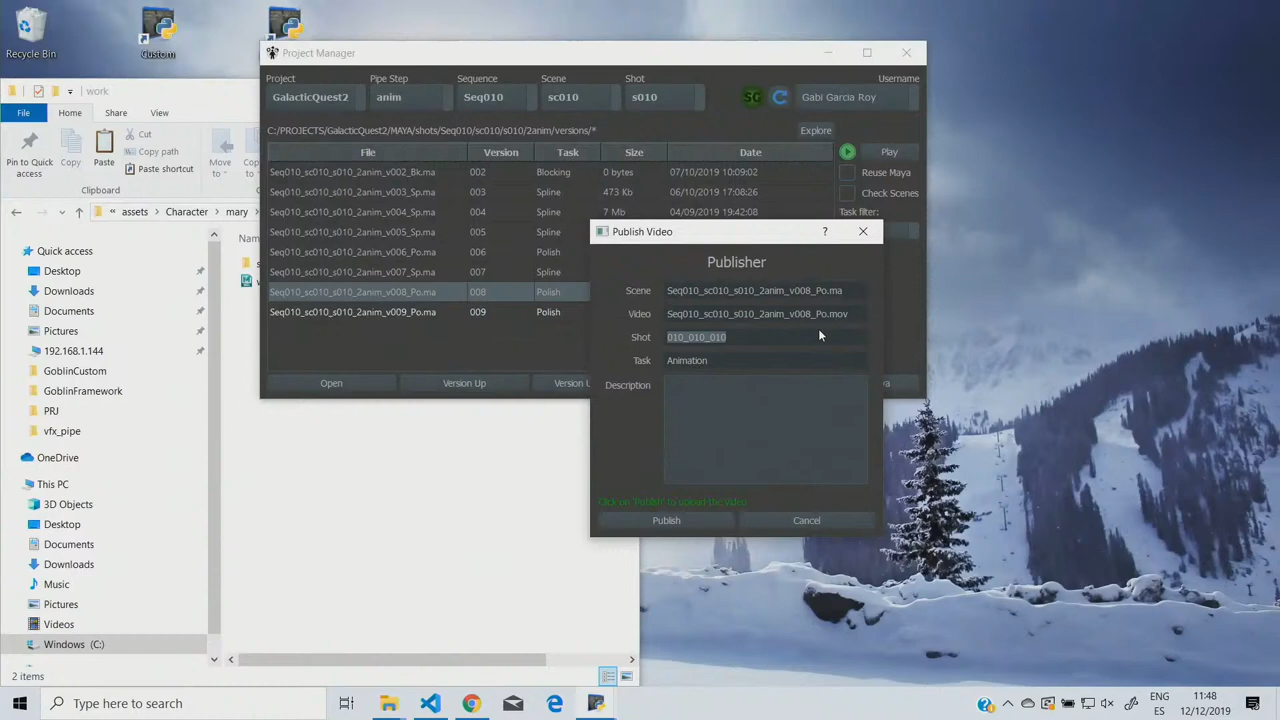 Recycle Bin
Custom
Project Manager
Project
Pipe Step
Sequence
Scene
Shot
Username
GalacticQuest2
anim
Seq010
sc010
s010
SG
Gabi Garcia Roy
C:/PROJECTS/GalacticQuest2/MAYA/shots/Seq010/sc010/s010/2anim/versions/*
Explore
File
Version
Task
Size
Date
Play
Seq010_sc010_s010_2anim_v002_Bk.ma
002
Blocking
0 bytes
07/10/2019 10:09:02
Reuse Maya
Seq010_sc010_s010_2anim_v003_Sp.ma
003
Spline
473 Kb
06/10/2019 17:08:26
Check Scenes
Seq010_sc010_s010_2anim_v004_Sp.ma
004
Spline
7 Mb
04/09/2019 19:42:08
Task filter:
Seq010_sc010_s010_2anim_v005_Sp.ma
005
Spline
Seq010_sc010_s010_2anim_v006_Po.ma
006
Polish
Seq010_sc010_s010_2anim_v007_Sp.ma
007
Spline
Seq010_sc010_s010_2anim_v008_Po.ma
008
Polish
Seq010_sc010_s010_2anim_v009_Po.ma
009
Polish
Open
Version Up
Version U
Publish Video
?
Publisher
Scene
Seq010_sc010_s010_2anim_v008_Po.ma
Video
Seq010_sc010_s010_2anim_v008_Po.mov
Shot
010_010_010
Task
Animation
Description
Click on "Publish" to upload the video
Publish
Cancel
work
File
Home
Share
View
Pin to Quick access
Copy
Paste
Cut
Copy path
Paste shortcut
Move to
Clipboard
« assets > Character > mary >
Quick access
Desktop
Downloads
Documents
Pictures
192.168.1.144
GoblinCustom
GoblinFramework
PRJ
vfx_pipe
OneDrive
This PC
3D Objects
Desktop
Documents
Downloads
Music
Pictures
Videos
Windows (C:)
2 items
Type here to search
ENG
ES
11:48
12/12/2019